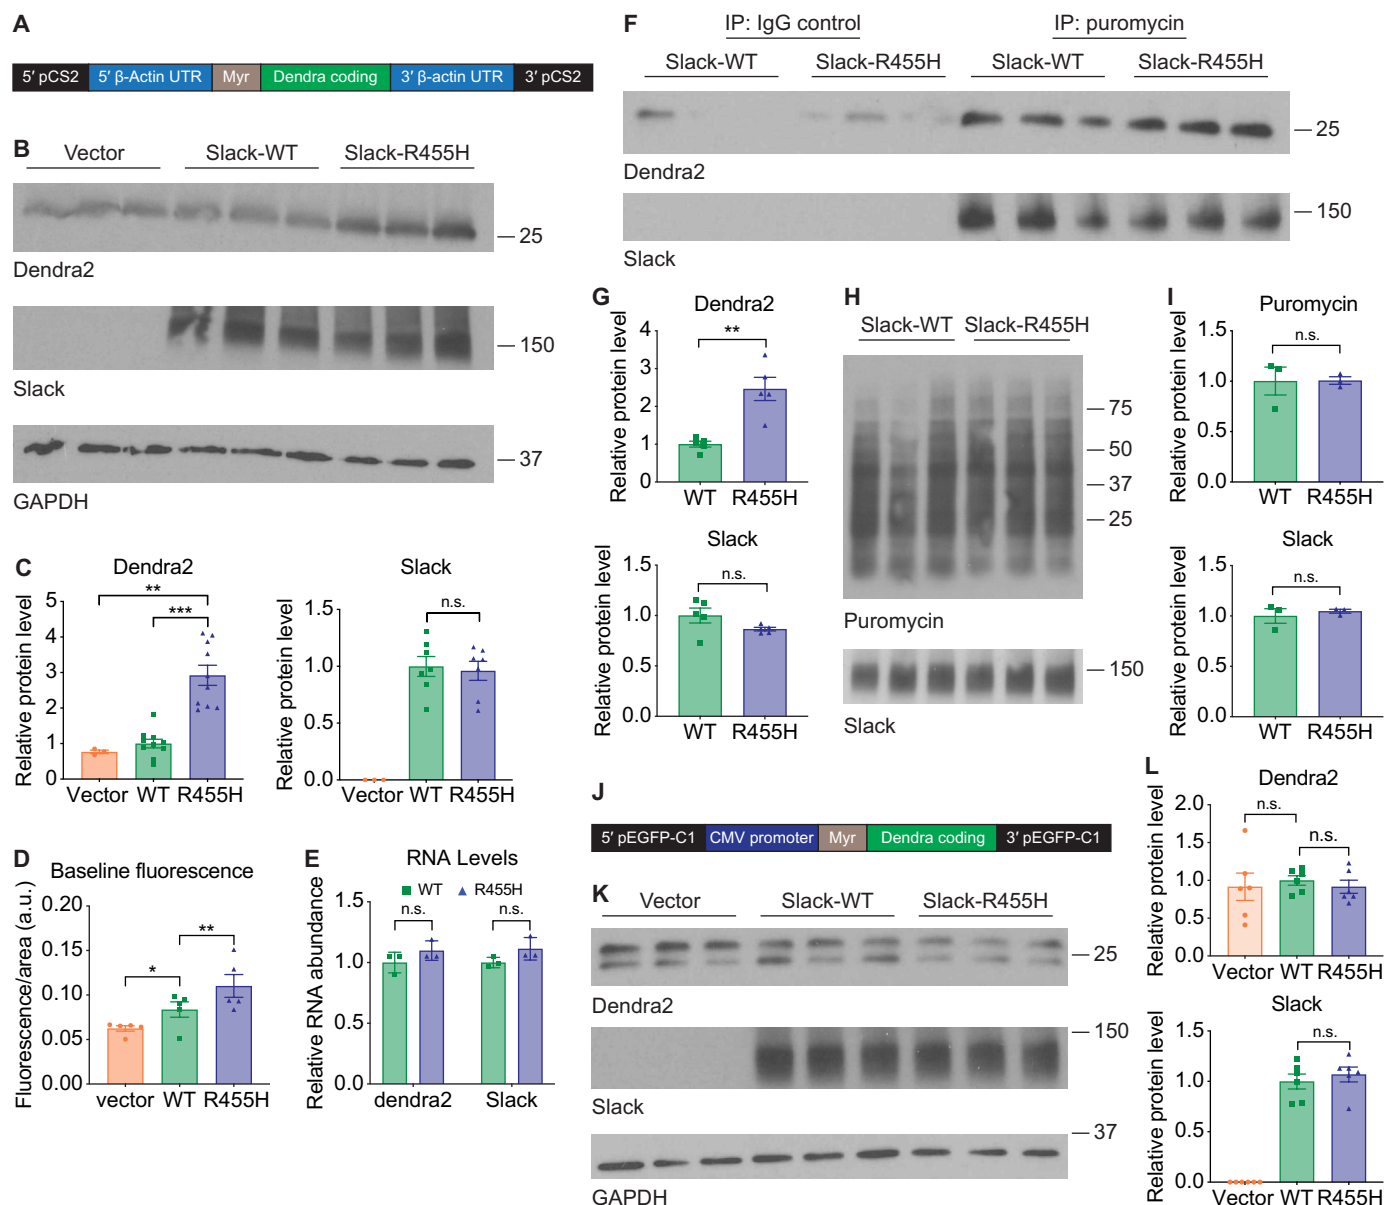 A
5′ pCS2 5′ β-Actin UTR Myr Dendra coding 3′ β-actin UTR 3′ pCS2
B
Vector Slack-WT Slack-R455H
25
Dendra2
150
Slack
37
GAPDH
C
Dendra2
Relative protein level
5
4
3
2
1
0
**
***
Vector WT R455H
Slack
Relative protein level
1.5
1.0
0.5
0.0
n.s.
Vector WT R455H
D
Baseline fluorescence
Fluorescence/area (a.u.)
0.20
0.15
0.10
0.05
0.00
*
**
vector WT R455H
E
RNA Levels
WT R455H
Relative RNA abundance
1.5
1.0
0.5
0.0
n.s. n.s.
dendra2 Slack
F
IP: IgG control IP: puromycin
Slack-WT Slack-R455H Slack-WT Slack-R455H
25
Dendra2
150
Slack
G
Dendra2
Relative protein level
4
3
2
1
0
**
WT R455H
Slack
Relative protein level
1.5
1.0
0.5
0.0
n.s.
WT R455H
H
Slack-WT Slack-R455H
75
50
37
25
Puromycin
150
Slack
I
Puromycin
Relative protein level
1.5
1.0
0.5
0.0
n.s.
WT R455H
Slack
Relative protein level
1.5
1.0
0.5
0.0
n.s.
WT R455H
J
5′ pEGFP-C1 CMV promoter Myr Dendra coding 3′ pEGFP-C1
K
Vector Slack-WT Slack-R455H
25
Dendra2
150
Slack
37
GAPDH
L
Dendra2
Relative protein level
2.0
1.5
1.0
0.5
0.0
n.s.
n.s.
Vector WT R455H
Slack
Relative protein level
1.5
1.0
0.5
0.0
n.s.
Vector WT R455H